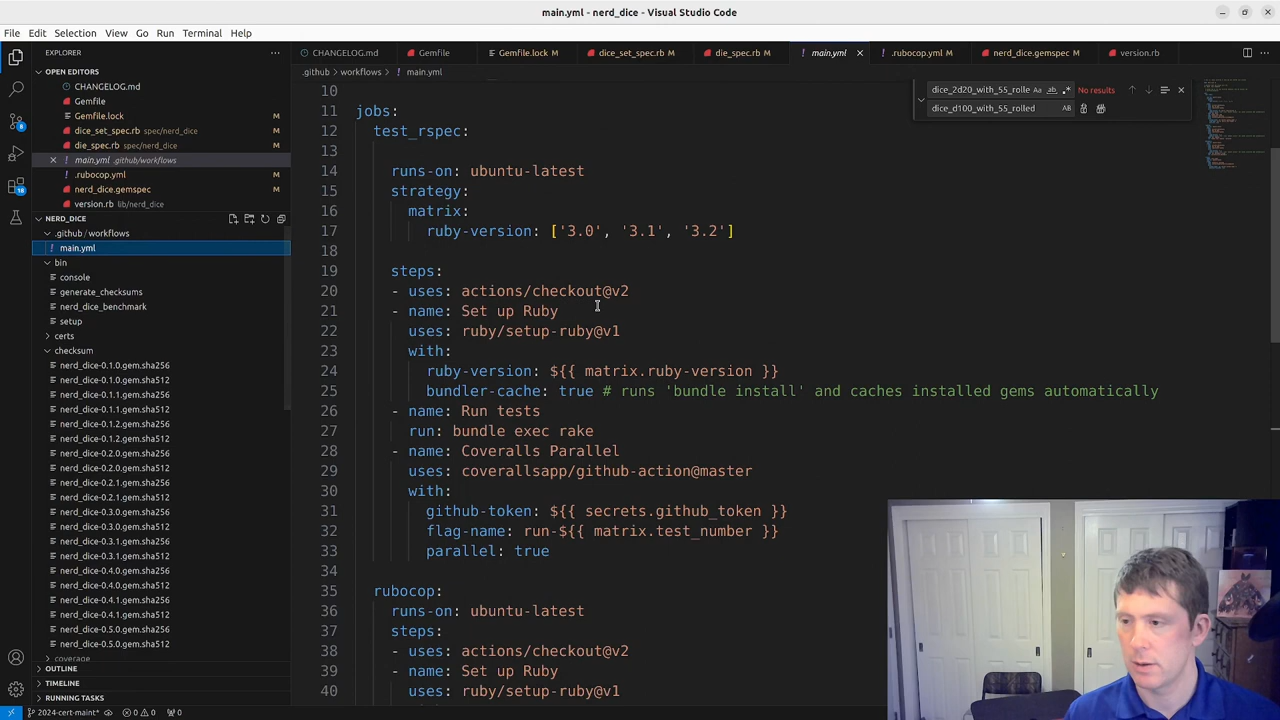 main.yml - nerd_dice - Visual Studio Code
File Edit Selection View Go Run Terminal Help
EXPLORER
CHANGELOG.md Gemfile Gemfile.lock M dice_set_spec.rb M die_spec.rb M main.yml .rubocop.yml M nerd_dice.gemspec M version.rb
.github > workflows > main.yml
OPEN EDITORS
CHANGELOG.md
Gemfile
Gemfile.lock M
dice_set_spec.rb spec/nerd_dice M
die_spec.rb spec/nerd_dice M
main.yml .github/workflows
.rubocop.yml M
nerd_dice.gemspec M
version.rb lib/nerd_dice
NERD_DICE
.github/workflows
main.yml
bin
console
generate_checksums
nerd_dice_benchmark
setup
certs
checksum
nerd_dice-0.1.0.gem.sha256
nerd_dice-0.1.0.gem.sha512
nerd_dice-0.1.1.gem.sha256
nerd_dice-0.1.1.gem.sha512
nerd_dice-0.1.2.gem.sha256
nerd_dice-0.1.2.gem.sha512
nerd_dice-0.2.0.gem.sha256
nerd_dice-0.2.0.gem.sha512
nerd_dice-0.2.1.gem.sha256
nerd_dice-0.2.1.gem.sha512
nerd_dice-0.3.0.gem.sha256
nerd_dice-0.3.0.gem.sha512
nerd_dice-0.3.1.gem.sha256
nerd_dice-0.3.1.gem.sha512
nerd_dice-0.4.0.gem.sha256
nerd_dice-0.4.0.gem.sha512
nerd_dice-0.4.1.gem.sha256
nerd_dice-0.4.1.gem.sha512
nerd_dice-0.5.0.gem.sha256
nerd_dice-0.5.0.gem.sha512
coverage
OUTLINE
TIMELINE
RUNNING TASKS
dice_2d20_with_55_rolle Aa ab No results
dice_d100_with_55_rolled AB
10
11 jobs:
12 test_rspec:
13
14 runs-on: ubuntu-latest
15 strategy:
16 matrix:
17 ruby-version: ['3.0', '3.1', '3.2']
18
19 steps:
20 - uses: actions/checkout@v2
21 - name: Set up Ruby
22 uses: ruby/setup-ruby@v1
23 with:
24 ruby-version: ${{ matrix.ruby-version }}
25 bundler-cache: true # runs 'bundle install' and caches installed gems automatically
26 - name: Run tests
27 run: bundle exec rake
28 - name: Coveralls Parallel
29 uses: coverallsapp/github-action@master
30 with:
31 github-token: ${{ secrets.github_token }}
32 flag-name: run-${{ matrix.test_number }}
33 parallel: true
34
35 rubocop:
36 runs-on: ubuntu-latest
37 steps:
38 - uses: actions/checkout@v2
39 - name: Set up Ruby
40 uses: ruby/setup-ruby@v1
2024-cert-maint* 0 0 0